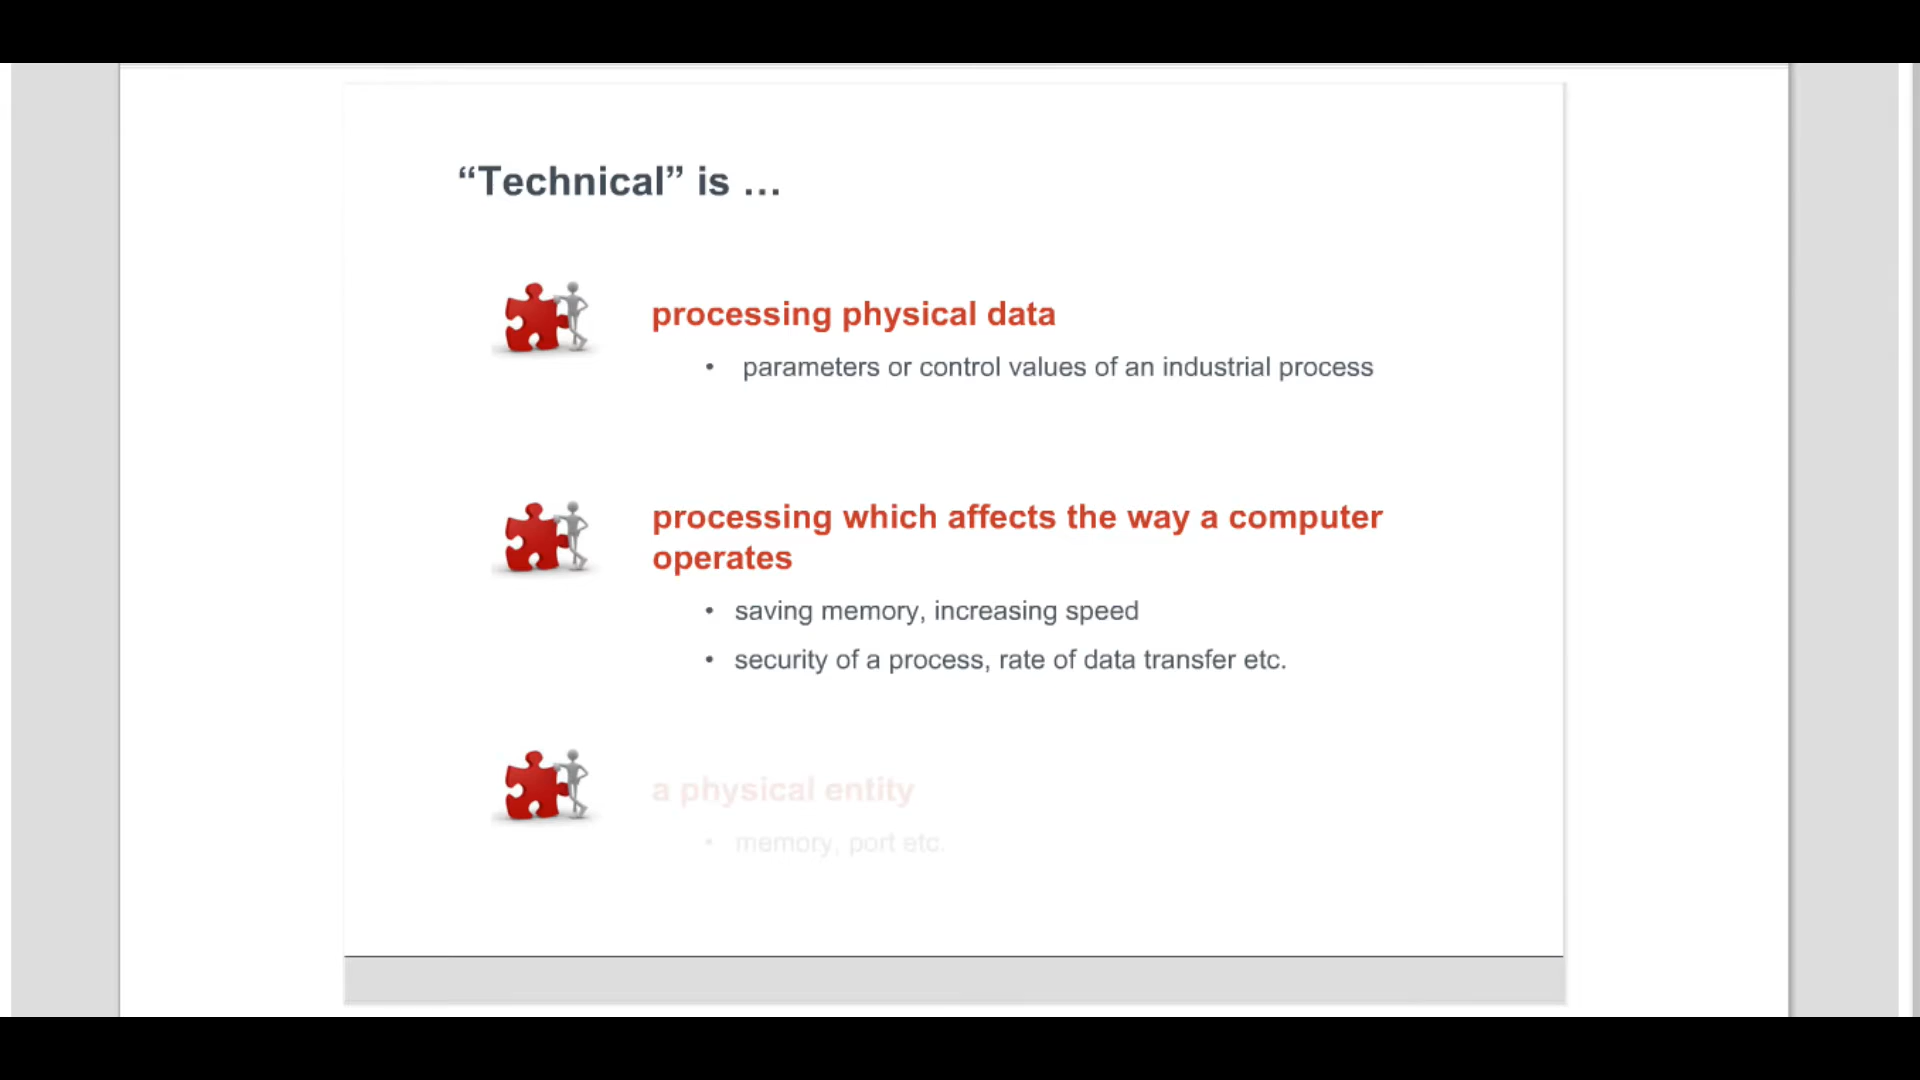 “Technical” is …
processing physical data
• parameters or control values of an industrial process
processing which affects the way a computer
operates
• saving memory, increasing speed
• security of a process, rate of data transfer etc.
a physical entity
• memory, port etc.